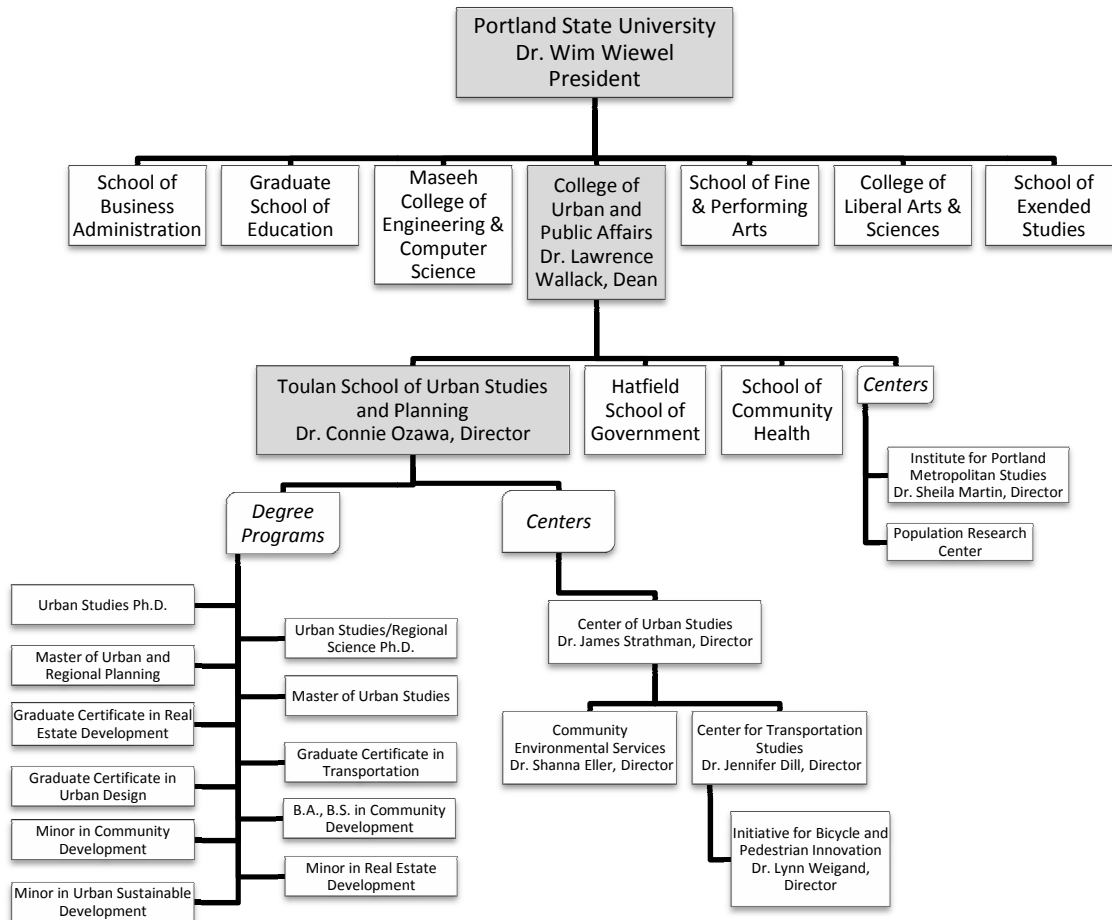 Portland State University
Dr. Wim Wiewel
President
School of
Business
Administration
Graduate
School of
Education
Maseeh
College of
Engineering &
Computer
Science
College of
Urban and
Public Affairs
Dr. Lawrence
Wallack, Dean
School of Fine
& Performing
Arts
College of
Liberal Arts &
Sciences
School of
Exended
Studies
Toulan School of Urban Studies
and Planning
Dr. Connie Ozawa, Director
Hatfield
School of
Government
School of
Community
Health
Centers
Institute for Portland
Metropolitan Studies
Dr. Sheila Martin, Director
Population Research
Center
Degree
Programs
Centers
Urban Studies Ph.D.
Urban Studies/Regional
Science Ph.D.
Master of Urban and
Regional Planning
Master of Urban Studies
Graduate Certificate in Real
Estate Development
Graduate Certificate in
Transportation
Graduate Certificate in
Urban Design
B.A., B.S. in Community
Development
Minor in Community
Development
Minor in Real Estate
Development
Minor in Urban Sustainable
Development
Center of Urban Studies
Dr. James Strathman, Director
Community
Environmental Services
Dr. Shanna Eller, Director
Center for Transportation
Studies
Dr. Jennifer Dill, Director
Initiative for Bicycle and
Pedestrian Innovation
Dr. Lynn Weigand,
Director